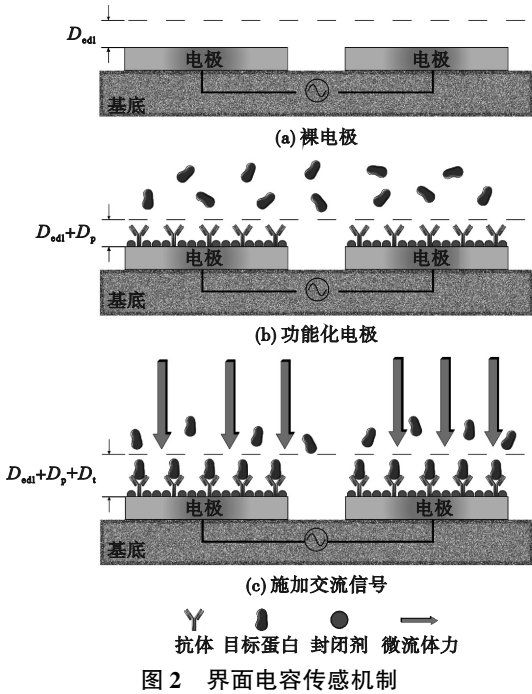 D_edl
电极 电极
基底
(a) 裸电极
D_edl+D_p
电极 电极
基底
(b) 功能化电极
D_edl+D_p+D_t
电极 电极
基底
(c) 施加交流信号
抗体 目标蛋白 封闭剂 微流体力
图 2 界面电容传感机制